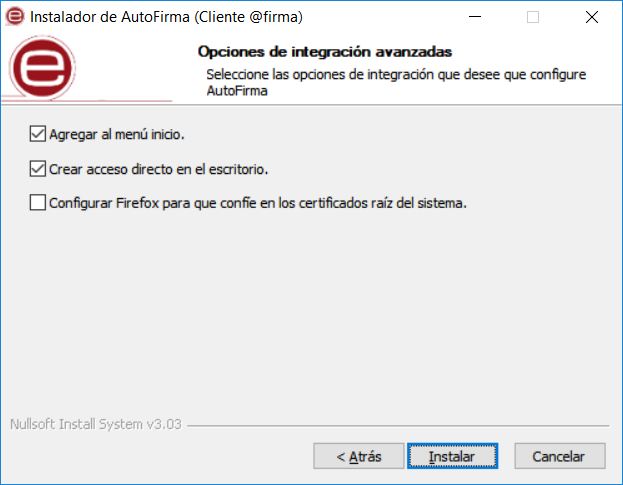 Instalador de AutoFirma (Cliente @firma)
Opciones de integración avanzadas
Seleccione las opciones de integración que desee que configure
AutoFirma
Agregar al menú inicio.
Crear acceso directo en el escritorio.
Configurar Firefox para que confíe en los certificados raíz del sistema.
Nullsoft Install System v3.03
< Atrás
Instalar
Cancelar